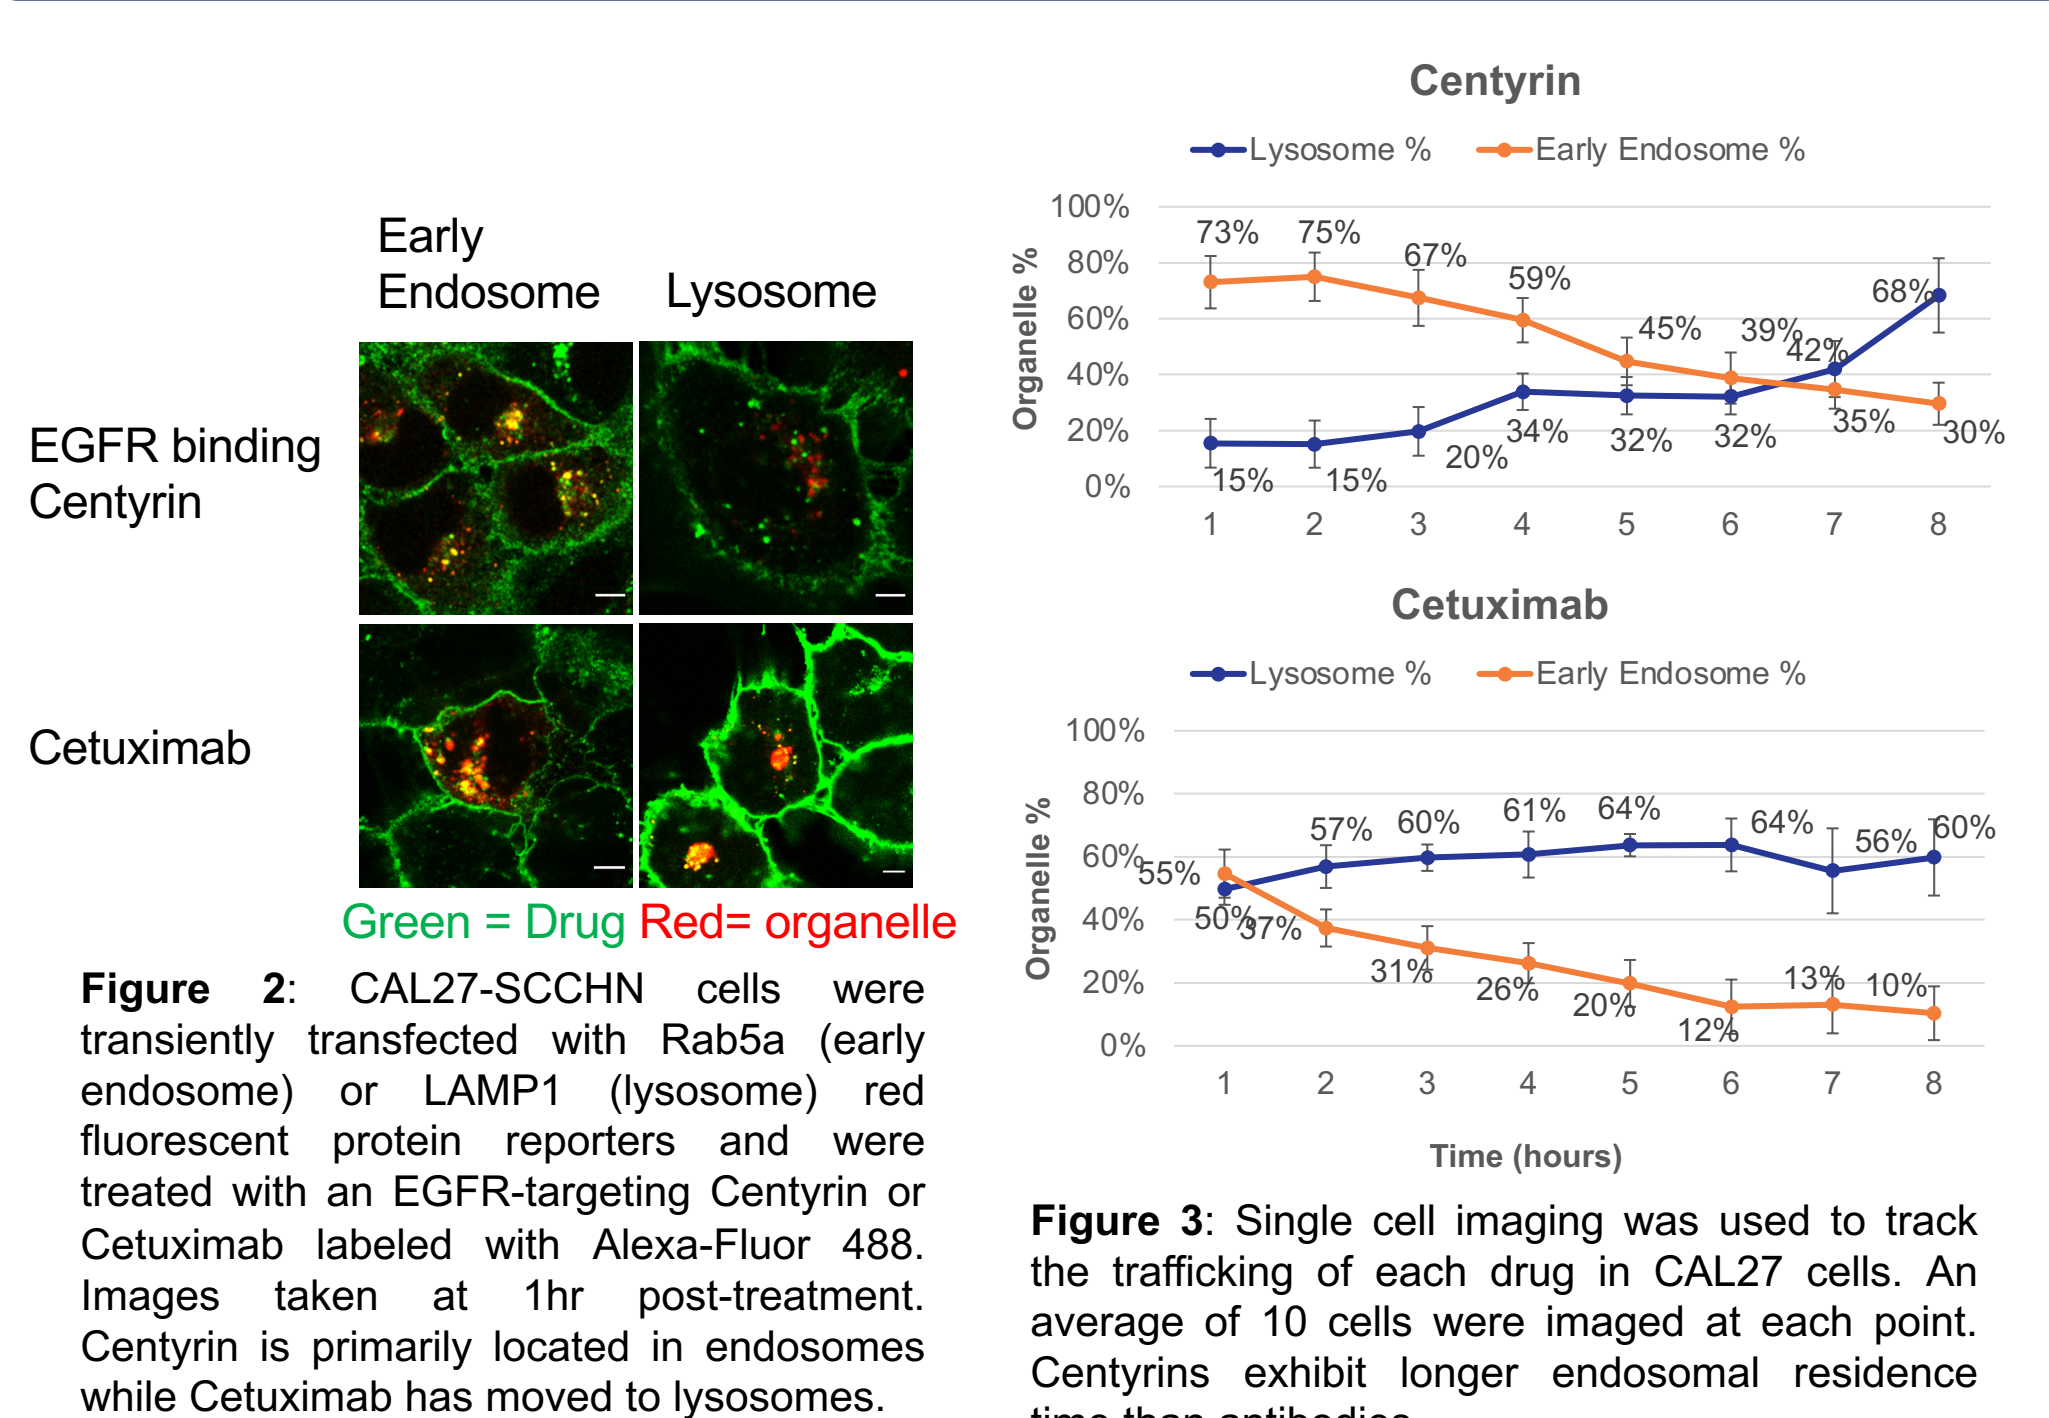 Early
Endosome
Lysosome
EGFR binding
Centyrin
Cetuximab
Green = Drug Red= organelle
Figure 2: CAL27-SCCHN cells were
transiently transfected with Rab5a (early
endosome) or LAMP1 (lysosome) red
fluorescent protein reporters and were
treated with an EGFR-targeting Centyrin or
Cetuximab labeled with Alexa-Fluor 488.
Images taken at 1hr post-treatment.
Centyrin is primarily located in endosomes
while Cetuximab has moved to lysosomes.
Centyrin
Lysosome % Early Endosome %
Organelle %
100%
80%
60%
40%
20%
0%
73% 75% 67% 59% 45% 39% 35% 30%
15% 15% 20% 34% 32% 32% 42% 68%
1 2 3 4 5 6 7 8
Cetuximab
Lysosome % Early Endosome %
Organelle %
100%
80%
60%
40%
20%
0%
50% 57% 60% 61% 64% 64% 56% 60%
55% 37% 31% 26% 20% 12% 13% 10%
1 2 3 4 5 6 7 8
Time (hours)
Figure 3: Single cell imaging was used to track
the trafficking of each drug in CAL27 cells. An
average of 10 cells were imaged at each point.
Centyrins exhibit longer endosomal residence
time than antibodies